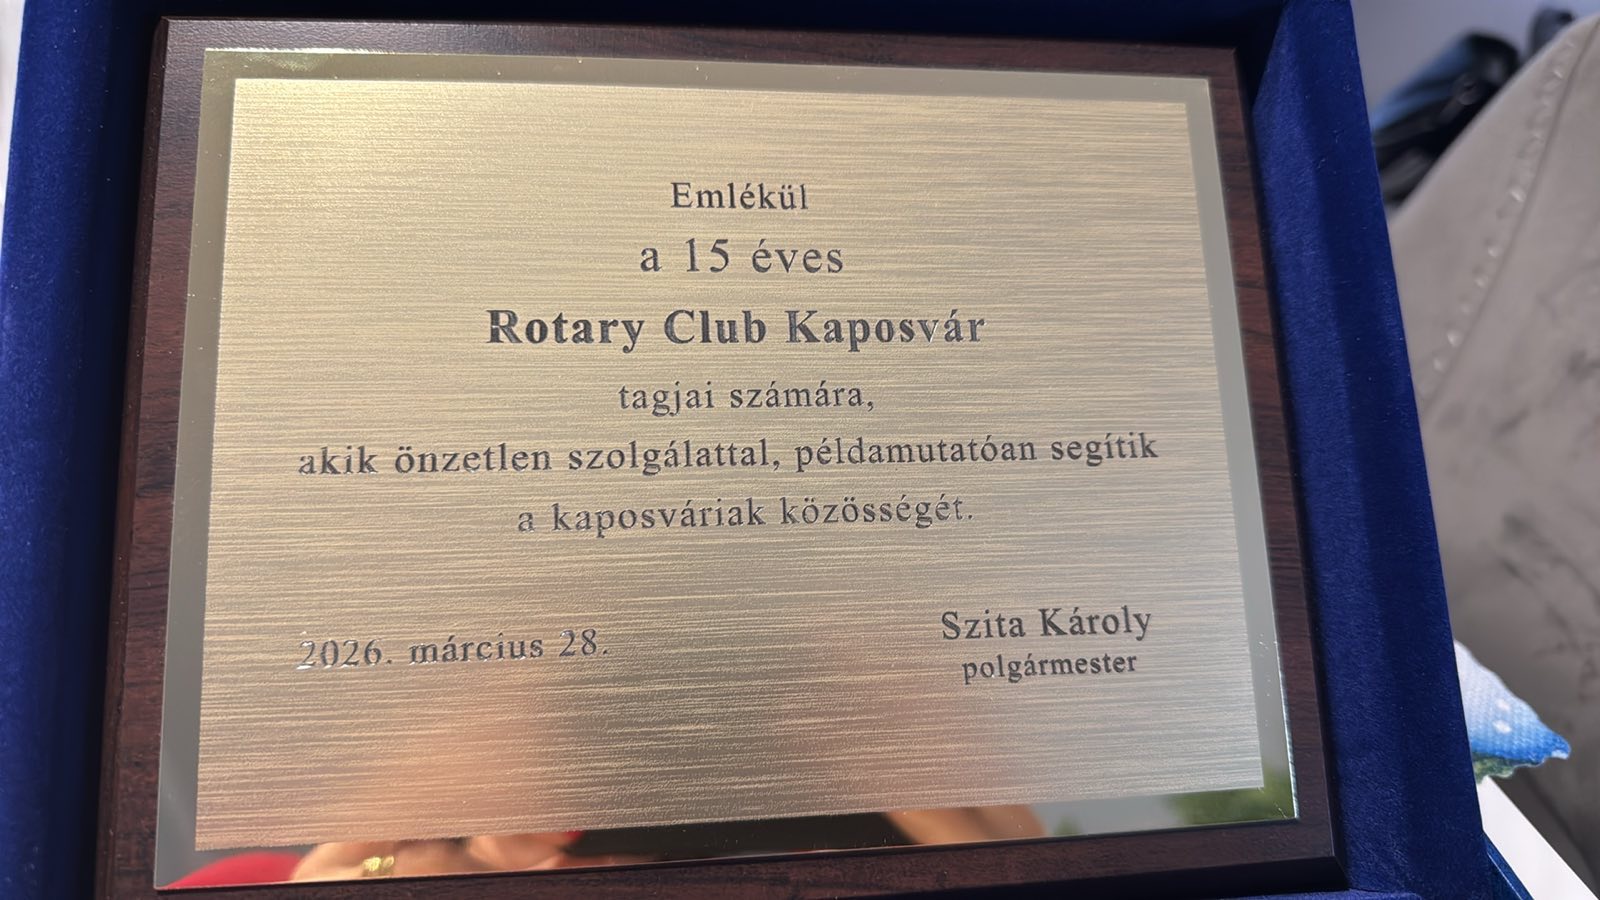 Emlékül
a 15 éves
Rotary Club Kaposvár
tagjai számára,
akik önzetlen szolgálattal, példamutatóan segítik
a kaposváriak közösségét.
2026. március 28.
Szita Károly
polgármester